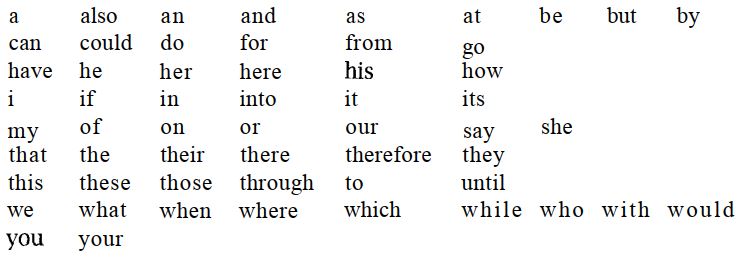 a also an and as at be but by
can could do for from go
have he her here his how
i if in into it its
my of on or our say she
that the their there therefore they
this these those through to until
we what when where which while who with would
you your